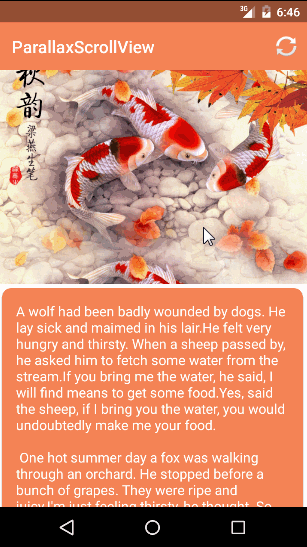 3G 6:46
ParallaxScrollView
秋韵
梁燕生笔
A wolf had been badly wounded by dogs. He
lay sick and maimed in his lair.He felt very
hungry and thirsty. When a sheep passed by,
he asked him to fetch some water from the
stream.If you bring me the water, he said, I
will find means to get some food.Yes, said
the sheep, if I bring you the water, you would
undoubtedly make me your food.
One hot summer day a fox was walking
through an orchard. He stopped before a
bunch of grapes. They were ripe and
juicy.I'm just feeling thirsty, he thought. So